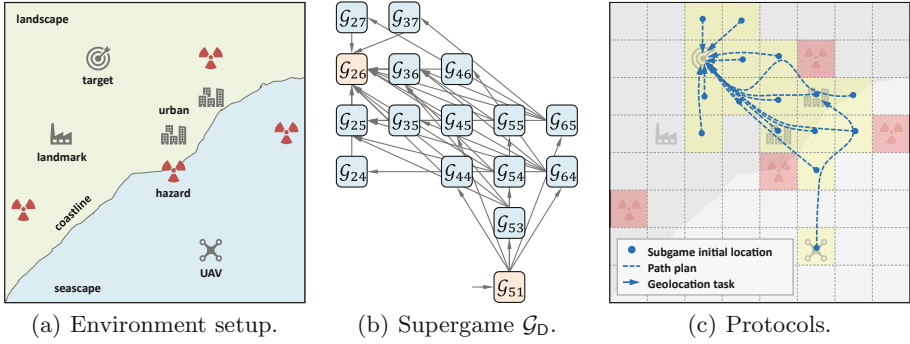 landscape
target
urban
landmark
hazard
coastline
UAV
seascape
(a) Environment setup.
𝒢27 𝒢37
𝒢26 𝒢36 𝒢46
𝒢25 𝒢35 𝒢45 𝒢55 𝒢65
𝒢24 𝒢44 𝒢54 𝒢64
𝒢53
𝒢51
(b) Supergame 𝒢D.
Subgame initial location
Path plan
Geolocation task
(c) Protocols.